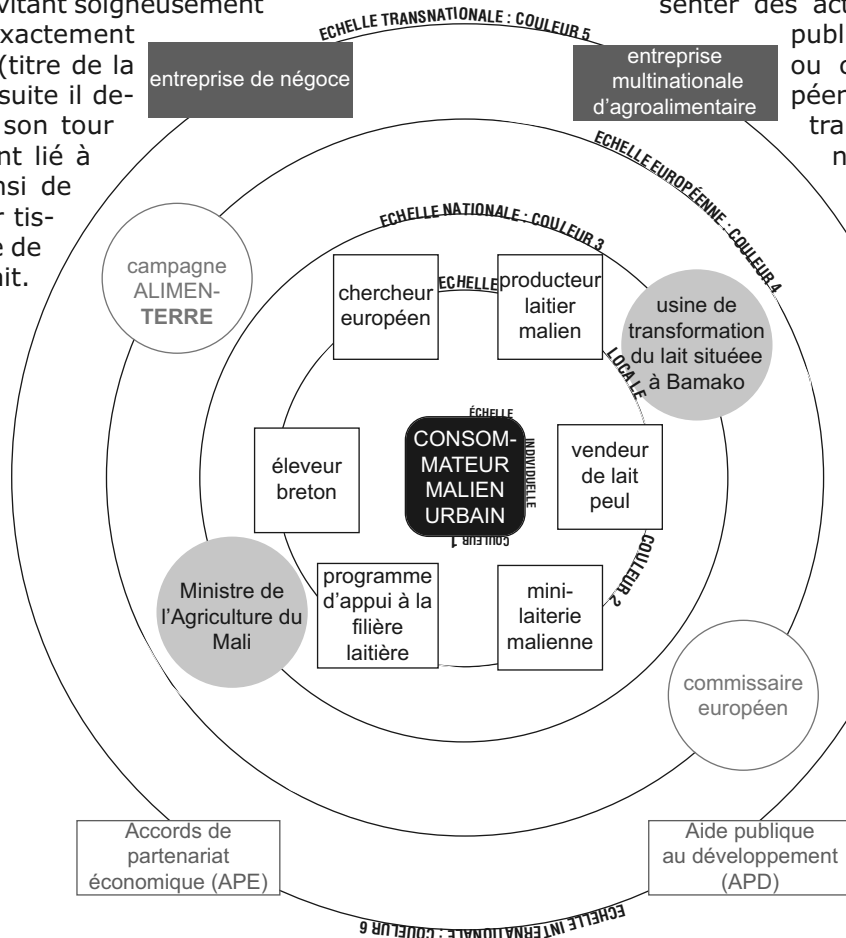 vitant soigneusement
xactement
(titre de la
suite il de-
son tour
nt lié à
nsi de
r tis-
e de
ait.
senter des act
publi
ou d
péen
tra
n
ECHELLE TRANSNATIONALE : COULEUR 5
entreprise de négoce
entreprise
multinationale
d'agroalimentaire
ECHELLE EUROPÉENNE : COULEUR 4
ECHELLE NATIONALE : COULEUR 3
campagne
ALIMEN-
TERRE
chercheur
européen
ECHELLE
producteur
laitier
malien
LOCALE
usine de
transformation
du lait situéee
à Bamako
éleveur
breton
ÉCHELLE
INDIVIDUELLE
COULEUR 1
CONSOM-
MATEUR
MALIEN
URBAIN
vendeur
de lait
peul
COULEUR 2
Ministre de
l'Agriculture du
Mali
programme
d'appui à la
filière
laitière
mini-
laiterie
malienne
commissaire
européen
Accords de
partenariat
économique (APE)
Aide publique
au développement
(APD)
ECHELLE INTERNATIONALE : COUELUR 6